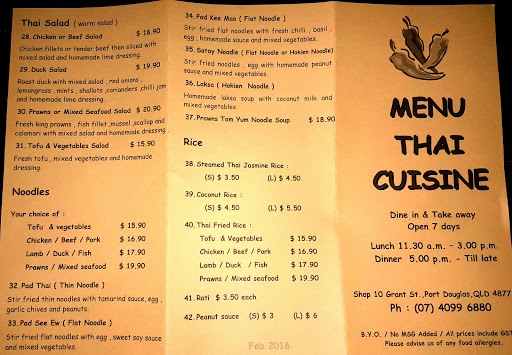 Thai Salad ( warm salad )
28. Chicken or Beef Salad $ 18.90
Chicken fillets or tender beef then sliced with
mixed salad and homemade lime dressing.
29. Duck Salad $ 19.90
Roast duck with mixed salad , red onions ,
lemongrass , mints , shallots ,corianders ,chilli jam
and homemade lime dressing.
30. Prawns or Mixed Seafood Salad $ 20.90
Fresh king prawns , fish fillet ,mussel ,scallop and
calamari with mixed salad and homemade dressing.
31. Tofu & Vegetables Salad $ 15.90
Fresh tofu , mixed vegetables and homemade
dressing.
Noodles
Your choice of :
Tofu & vegetables $ 15.90
Chicken / Beef / Pork $ 16.90
Lamb / Duck / Fish $ 17.90
Prawns / Mixed seafood $ 19.90
32. Pad Thai ( Thin Noodle )
Stir fried thin noodles with tamarind sauce, egg ,
garlic chives and peanuts.
33. Pad See Ew ( Flat Noodle )
Stir fried flat noodles with egg , sweet soy sauce
and mixed vegetables.
34. Pad Kee Mao ( Flat Noodle )
Stir fried flat noodles with fresh chilli , basil ,
egg , homemade sauce and mixed vegetables.
35. Satay Noodle ( Flat Noodle or Hokien Noodle)
Stir fried noodles , egg with homemade peanut
sauce and mixed vegetables.
36. Laksa ( Hokien Noodle )
Homemade laksa soup with coconut milk and
mixed vegetables.
37. Prawns Tom Yum Noodle Soup $ 18.90
Rice
38. Steamed Thai Jasmine Rice :
(S) $ 3.50 (L) $ 4.50
39. Coconut Rice :
(S) $ 4.50 (L) $ 5.50
40. Thai Fried Rice :
Tofu & Vegetables $ 15.90
Chicken / Beef / Pork $ 16.90
Lamb / Duck / Fish $ 17.90
Prawns / Mixed seafood $ 19.90
41. Roti $ 3.50 each
42. Peanut sauce (S) $ 3 (L) $ 6
Feb 2016
MENU
THAI
CUISINE
Dine in & Take away
Open 7 days
Lunch 11.30 a.m. - 3.00 p.m.
Dinner 5.00 p.m. - Till late
Shop 10 Grant St.,Port Douglas,QLD 4877
Ph : (07) 4099 6880
B.Y.O. / No MSG Added / All prices include GST
Please advise us of any food allergies.